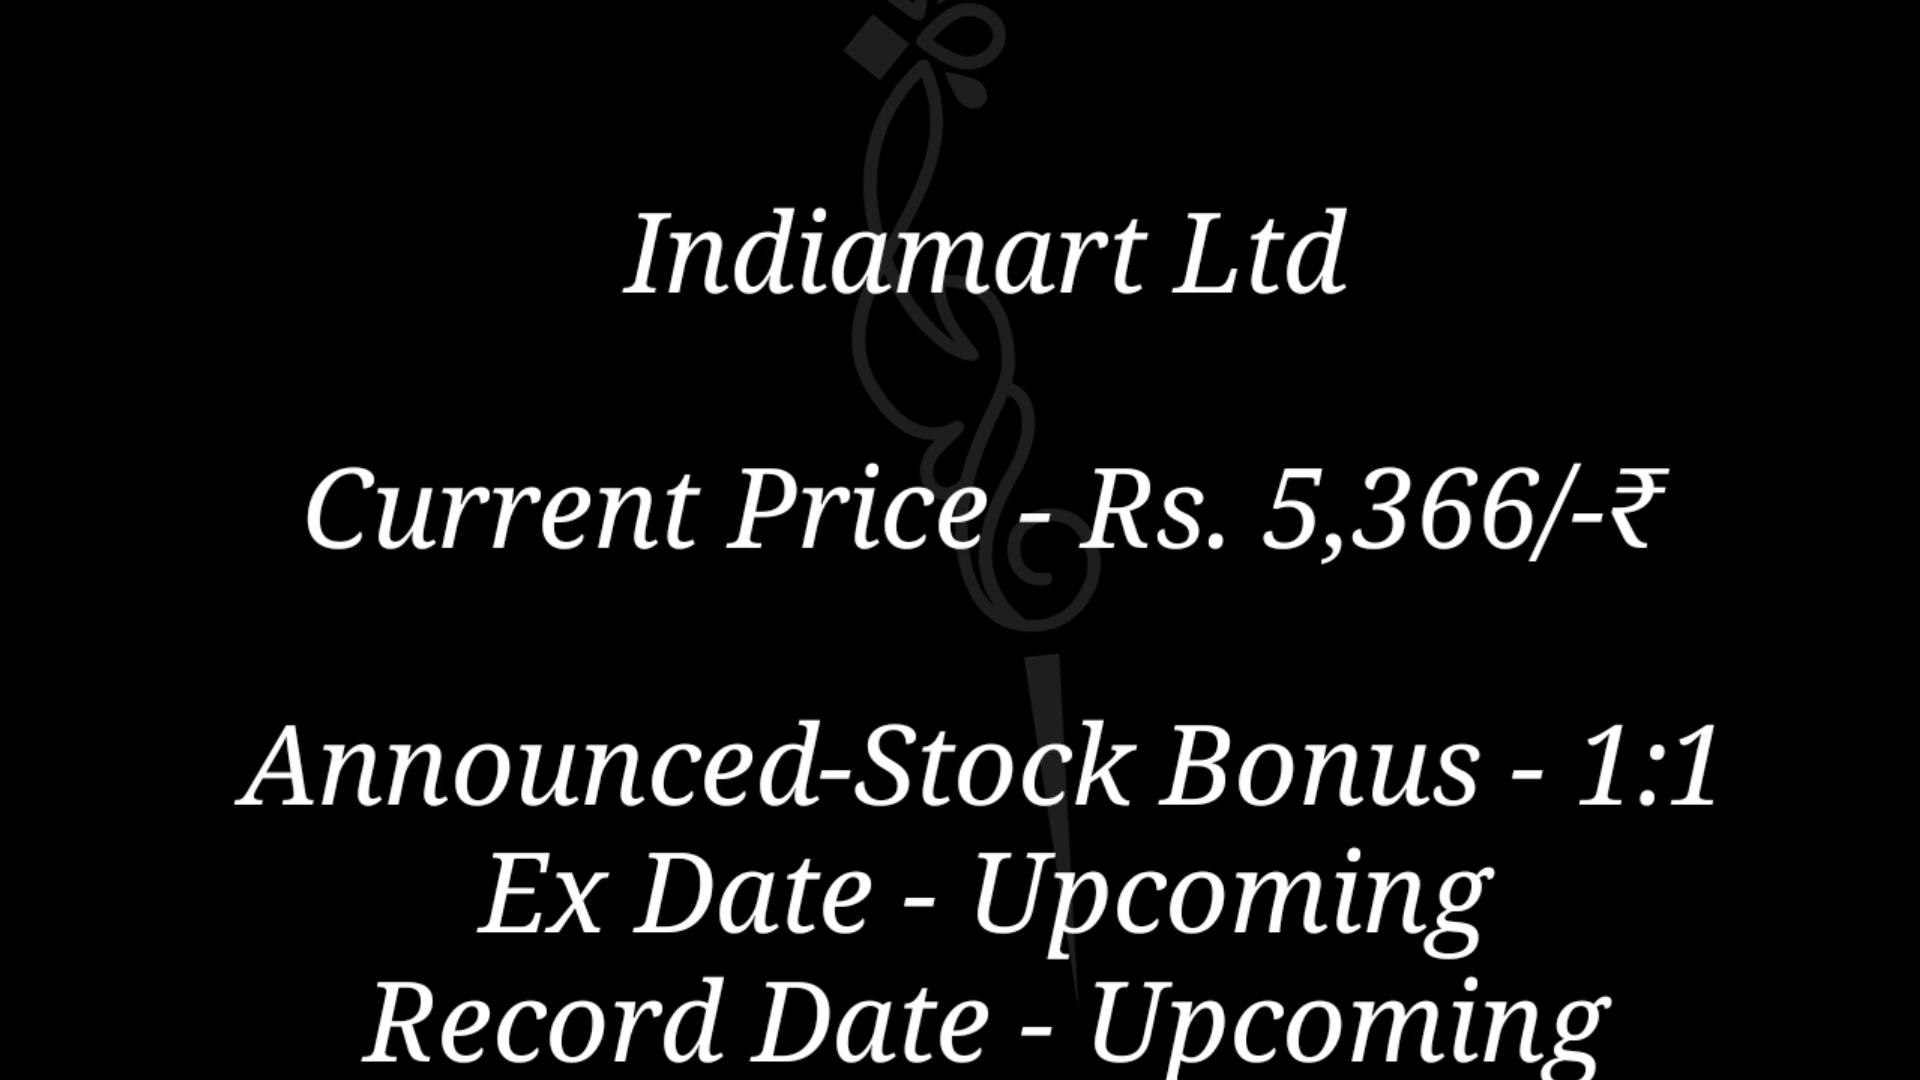 Indiamart Ltd
Current Price - Rs. 5,366/-₹
Announced-Stock Bonus - 1:1
Ex Date - Upcoming
Record Date - Upcoming